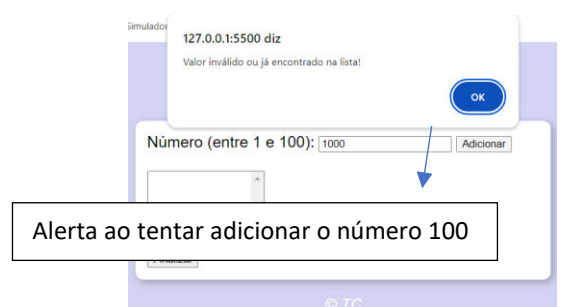 Simulador
127.0.0.1:5500 diz
Valor inválido ou já encontrado na lista!
OK
Número (entre 1 e 100): 1000 Adicionar
Alerta ao tentar adicionar o número 100
Finalizar
© TC